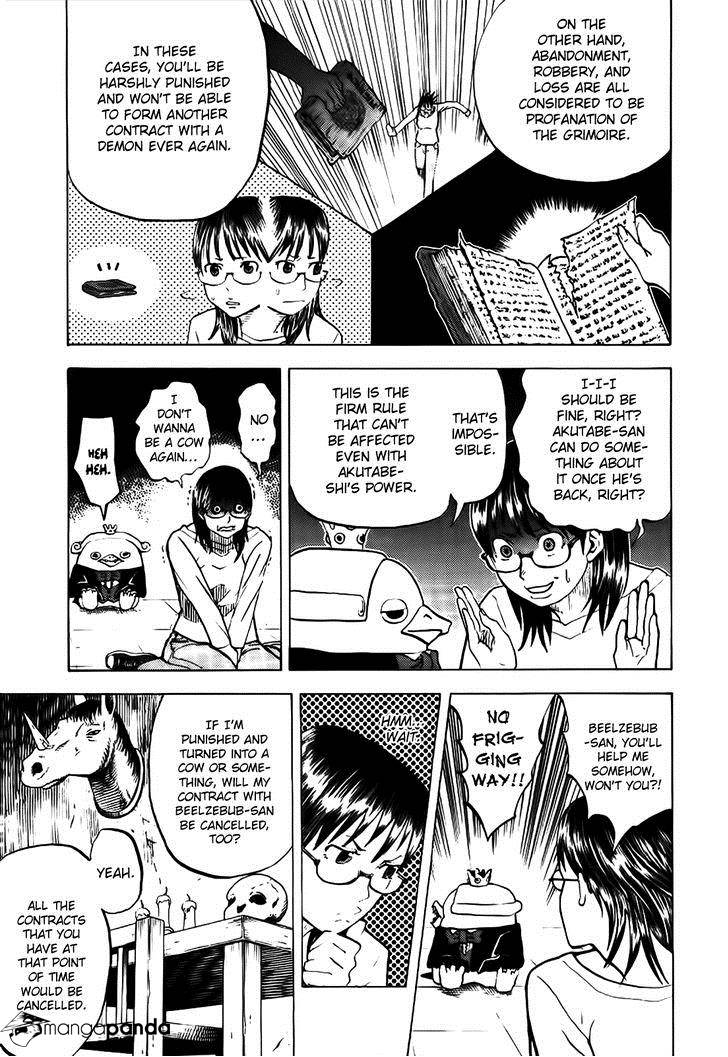 ON THE
OTHER HAND,
ABANDONMENT,
ROBBERY, AND
LOSS ARE ALL
CONSIDERED TO BE
PROFANATION OF
THE GRIMOIRE.
IN THESE
CASES, YOU'LL BE
HARSHLY PUNISHED
AND WON'T BE ABLE
TO FORM ANOTHER
CONTRACT WITH A
DEMON EVER AGAIN.
I-I-I
SHOULD BE
FINE, RIGHT?
AKUTABE-SAN
CAN DO SOME-
THING ABOUT
IT ONCE HE'S
BACK, RIGHT?
THAT'S
IMPOS-
SIBLE.
THIS IS THE
FIRM RULE
THAT CAN'T
BE AFFECTED
EVEN WITH
AKUTABE-
SHI'S POWER.
NO
...
I
DON'T
WANNA
BE A COW
AGAIN...
HEH
HEH.
BEELZEBUB
-SAN, YOU'LL
HELP ME
SOMEHOW,
WON'T YOU?!
NO
FRIG-
GING
WAY!!
HMM...
WAIT.
IF I'M
PUNISHED AND
TURNED INTO A
COW OR SOME-
THING, WILL MY
CONTRACT WITH
BEELZEBUB-SAN
BE CANCELLED,
TOO?
YEAH.
ALL THE
CONTRACTS
THAT YOU
HAVE AT
THAT POINT
OF TIME
WOULD BE
CANCELLED.
mangapanda